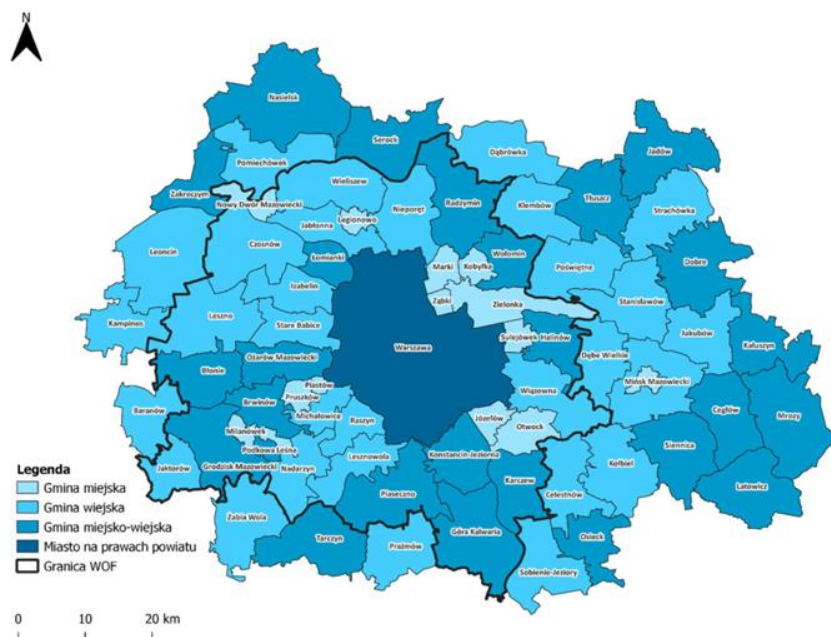 N
Nasielsk
Serock
Dąbrówka
Jadów
Pomiechówek
Tłuszcz
Zakroczym
Wieliszew
Radzymin
Klembów
Strachówka
Nowy Dwór Mazowiecki
Nieporęt
Legionowo
Jabłonna
Leoncin
Czosnów
Wołomin
Dobre
Łomianki
Marki
Kobyłka
Poświętne
Izabelin
Ząbki
Zielonka
Stanisławów
Leszno
Kampinos
Stare Babice
Jakubów
Kałuszyn
Sulejówek
Halinów
Warszawa
Dębe Wielkie
Ożarów Mazowiecki
Błonie
Mińsk Mazowiecki
Piastów
Wiązowna
Pruszków
Brwinów
Cegłów
Mrozy
Baranów
Michałowice
Józefów
Raszyn
Otwock
Milanówek
Siennica
Podkowa Leśna
Konstancin-Jeziorna
Lesznowola
Kołbiel
Jaktorów
Grodzisk Mazowiecki
Nadarzyn
Karczew
Celestnów
Latowicz
Piaseczno
Żabia Wola
Góra Kalwaria
Tarczyn
Osieck
Prażmów
Sobienie-Jeziory
Legenda
Gmina miejska
Gmina wiejska
Gmina miejsko-wiejska
Miasto na prawach powiatu
Granica WOF
0 10 20 km